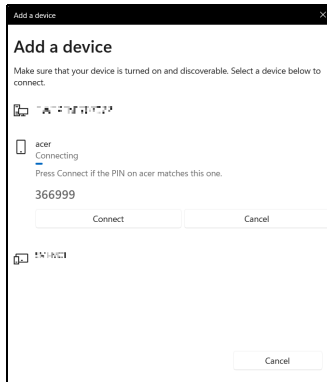 Add a device
Add a device
Make sure that your device is turned on and discoverable. Select a device below to
connect.
acer
Connecting
Press Connect if the PIN on acer matches this one.
366999
Connect Cancel
Cancel